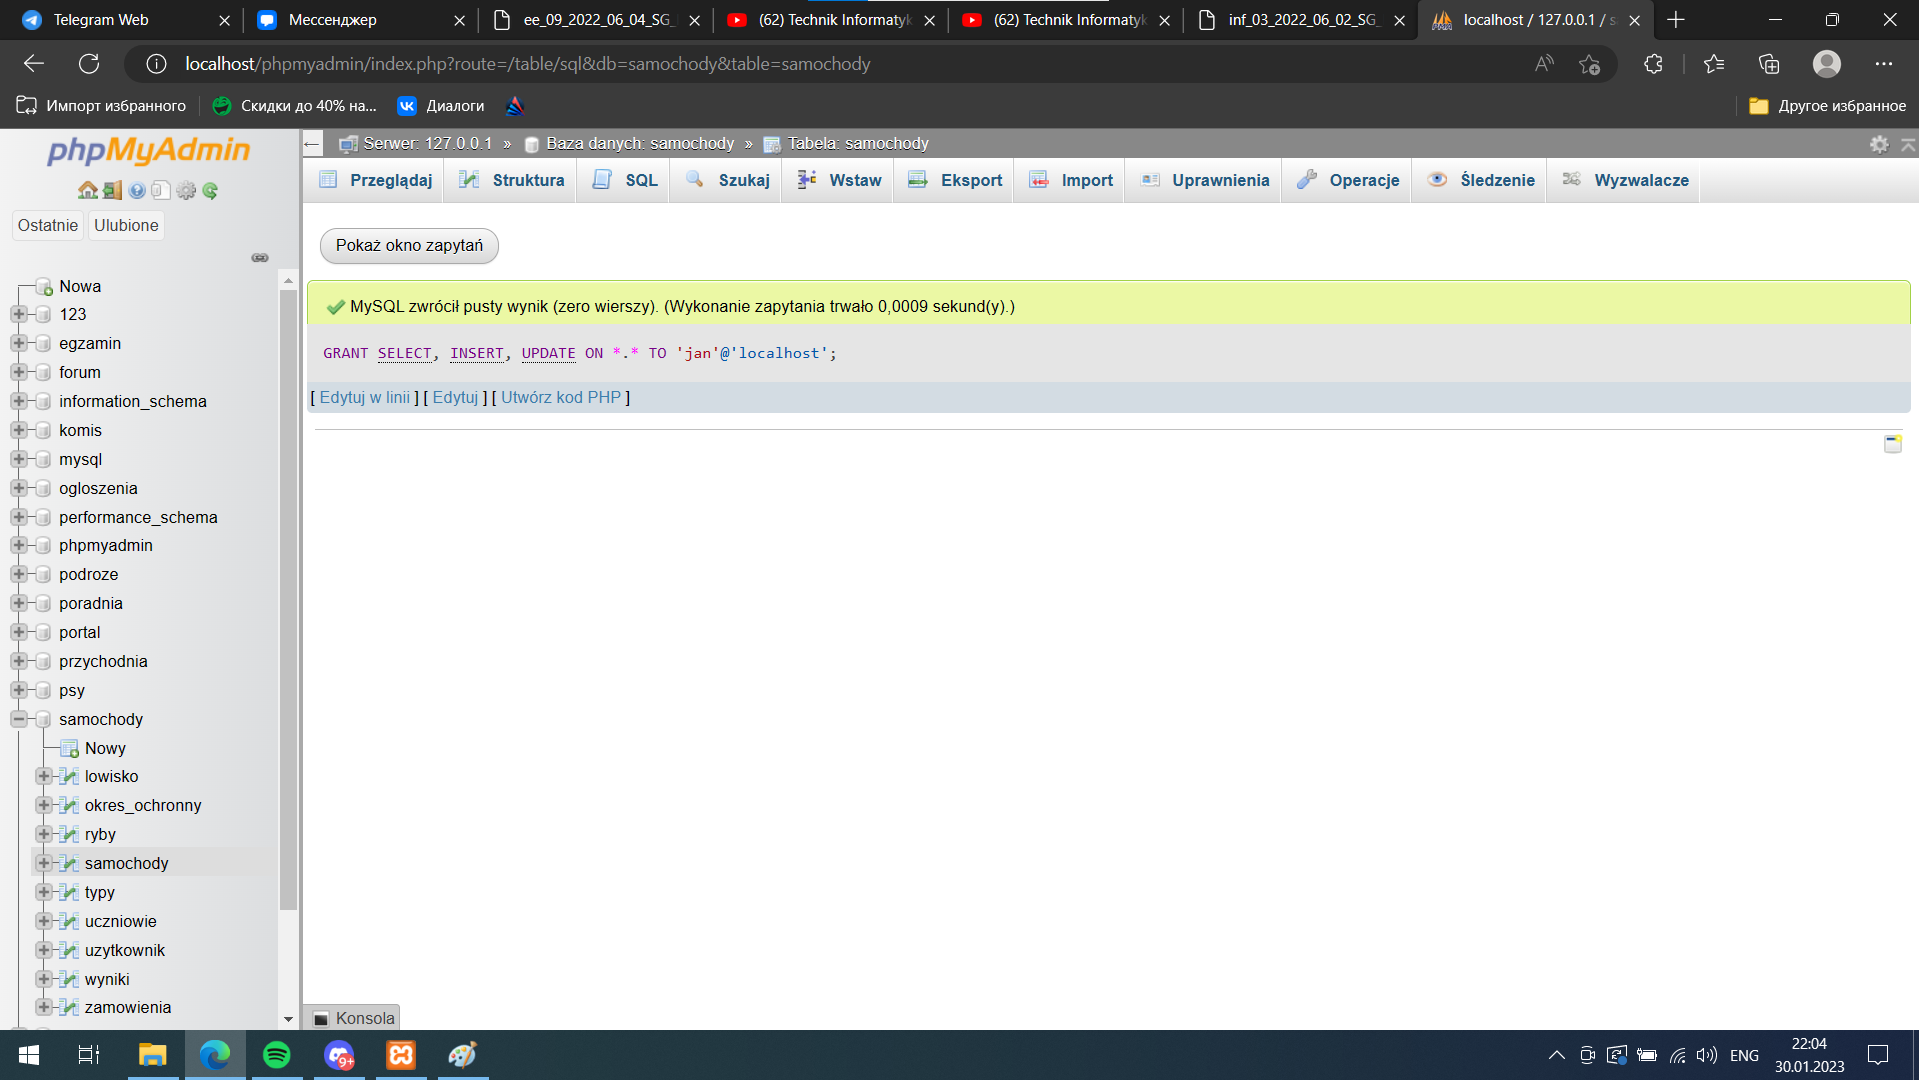 Telegram Web
Мессенджер
ee_09_2022_06_04_SG_
(62) Technik Informatyk
(62) Technik Informatyk
inf_03_2022_06_02_SG_
localhost / 127.0.0.1 / s
localhost/phpmyadmin/index.php?route=/table/sql&db=samochody&table=samochody
Импорт избранного
Скидки до 40% на...
Диалоги
Другое избранное
phpMyAdmin
Ostatnie
Ulubione
Nowa
123
egzamin
forum
information_schema
komis
mysql
ogloszenia
performance_schema
phpmyadmin
podroze
poradnia
portal
przychodnia
psy
samochody
Nowy
lowisko
okres_ochronny
ryby
samochody
typy
uczniowie
uzytkownik
wyniki
zamowienia
Serwer: 127.0.0.1 » Baza danych: samochody » Tabela: samochody
Przeglądaj
Struktura
SQL
Szukaj
Wstaw
Eksport
Import
Uprawnienia
Operacje
Śledzenie
Wyzwalacze
Pokaż okno zapytań
MySQL zwrócił pusty wynik (zero wierszy). (Wykonanie zapytania trwało 0,0009 sekund(y).)
GRANT SELECT, INSERT, UPDATE ON *.* TO 'jan'@'localhost';
[ Edytuj w linii ] [ Edytuj ] [ Utwórz kod PHP ]
Konsola
9+
ENG
22:04
30.01.2023